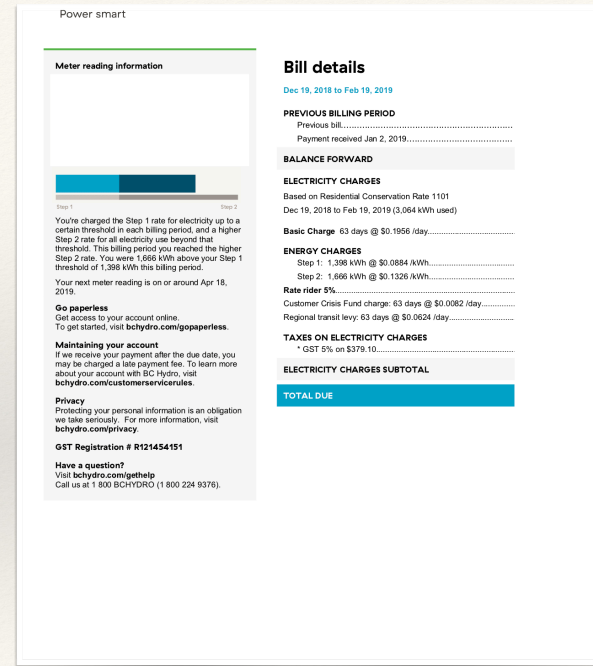 Power smart
Meter reading information
Step 1 Step 2
You're charged the Step 1 rate for electricity up to a
certain threshold in each billing period, and a higher
Step 2 rate for all electricity use beyond that
threshold. This billing period you reached the higher
Step 2 rate. You were 1,666 kWh above your Step 1
threshold of 1,398 kWh this billing period.
Your next meter reading is on or around Apr 18,
2019.
Go paperless
Get access to your account online.
To get started, visit bchydro.com/gopaperless.
Maintaining your account
If we receive your payment after the due date, you
may be charged a late payment fee. To learn more
about your account with BC Hydro, visit
bchydro.com/customerservicerules.
Privacy
Protecting your personal information is an obligation
we take seriously. For more information, visit
bchydro.com/privacy.
GST Registration # R121454151
Have a question?
Visit bchydro.com/gethelp
Call us at 1 800 BCHYDRO (1 800 224 9376).
Bill details
Dec 19, 2018 to Feb 19, 2019
PREVIOUS BILLING PERIOD
Previous bill
Payment received Jan 2, 2019
BALANCE FORWARD
ELECTRICITY CHARGES
Based on Residential Conservation Rate 1101
Dec 19, 2018 to Feb 19, 2019 (3,064 kWh used)
Basic Charge 63 days @ $0.1956 /day
ENERGY CHARGES
Step 1: 1,398 kWh @ $0.0884 /kWh
Step 2: 1,666 kWh @ $0.1326 /kWh
Rate rider 5%
Customer Crisis Fund charge: 63 days @ $0.0082 /day
Regional transit levy: 63 days @ $0.0624 /day
TAXES ON ELECTRICITY CHARGES
* GST 5% on $379.10
ELECTRICITY CHARGES SUBTOTAL
TOTAL DUE